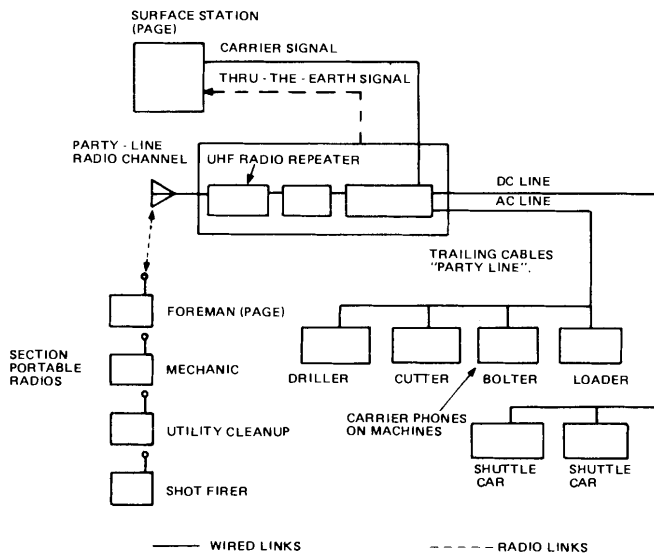 SURFACE STATION
(PAGE)
CARRIER SIGNAL
THRU - THE - EARTH SIGNAL
PARTY - LINE
RADIO CHANNEL
UHF RADIO REPEATER
DC LINE
AC LINE
TRAILING CABLES
"PARTY LINE".
FOREMAN (PAGE)
SECTION
PORTABLE
RADIOS
MECHANIC
UTILITY CLEANUP
SHOT FIRER
DRILLER
CUTTER
BOLTER
LOADER
CARRIER PHONES
ON MACHINES
SHUTTLE
CAR
SHUTTLE
CAR
WIRED LINKS
RADIO LINKS